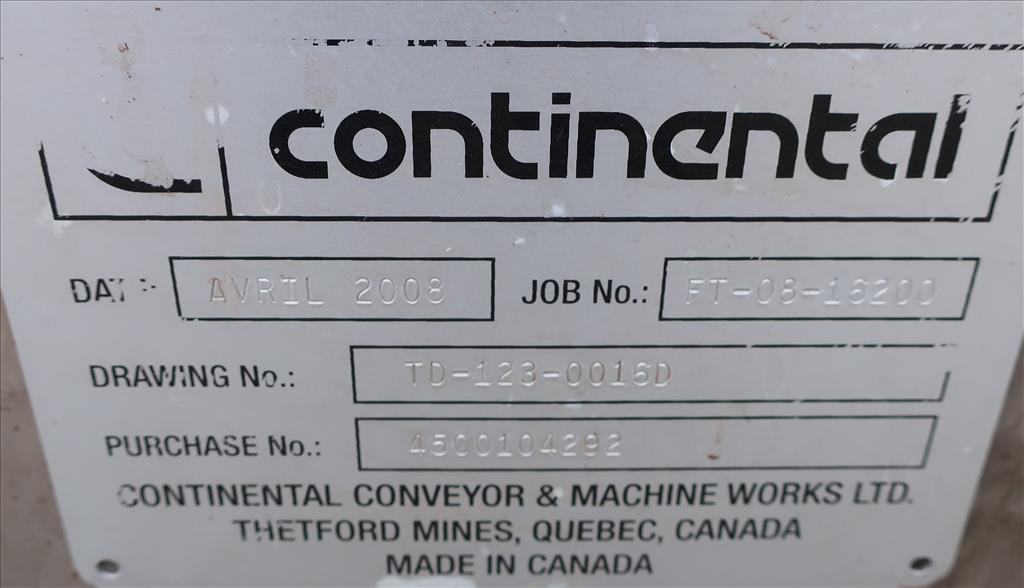 continental
DATE: AVRIL 2008 JOB No.: FT-08-16200
DRAWING No.: TD-123-0016D
PURCHASE No.: 4500104292
CONTINENTAL CONVEYOR & MACHINE WORKS LTD.
THETFORD MINES, QUEBEC, CANADA
MADE IN CANADA